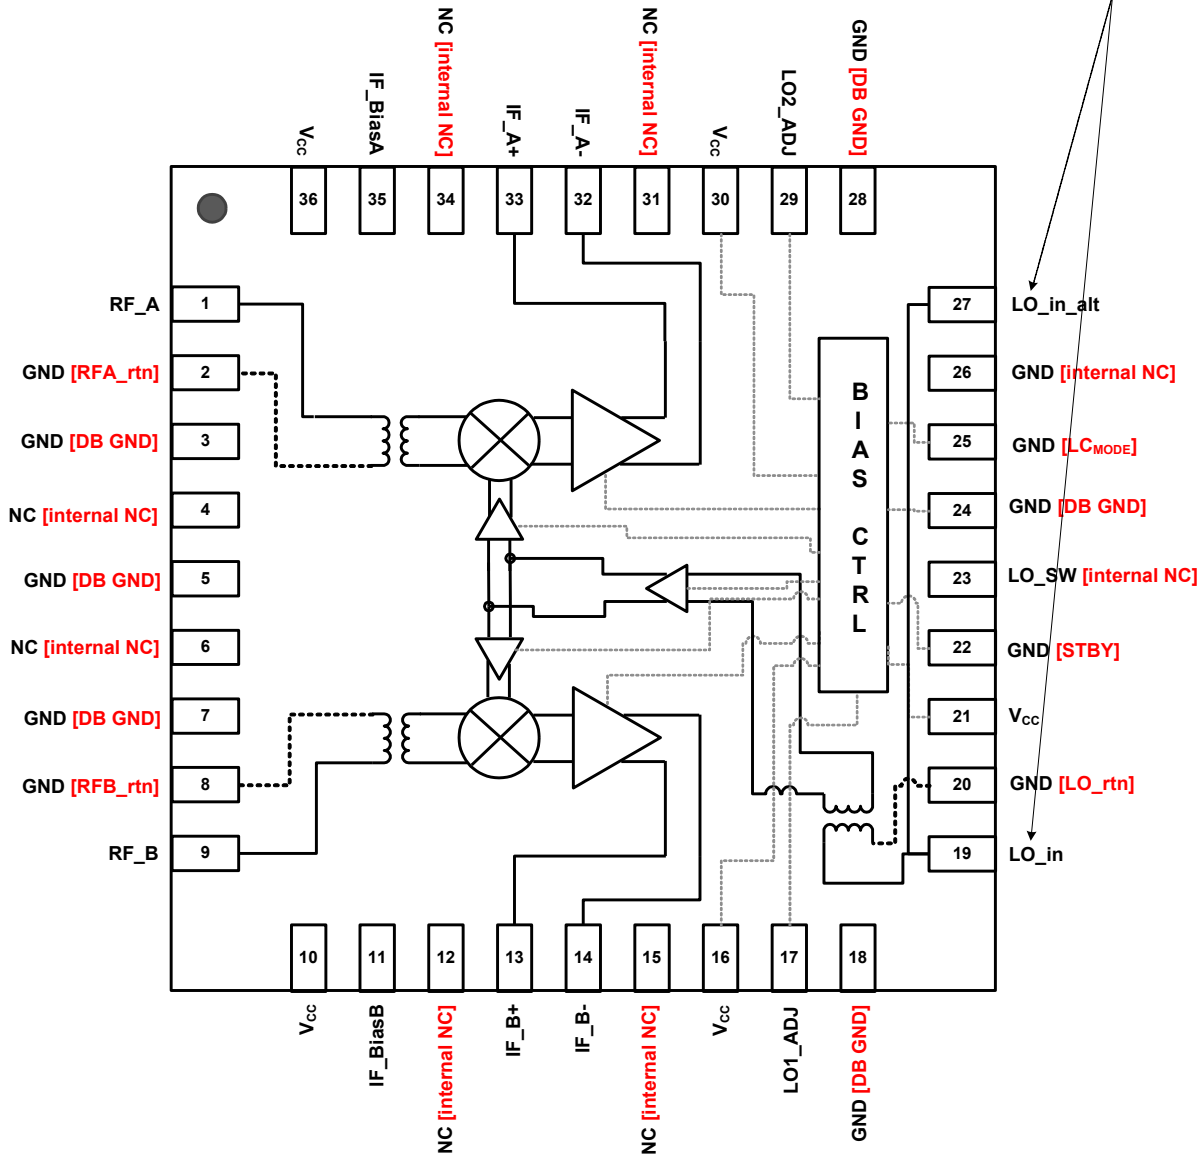 NC [internal NC]
NC [internal NC]
GND [DB GND]
IF_BiasA
IF_A+
IF_A-
LO2_ADJ
VCC
VCC
36
35
34
33
32
31
30
29
28
RF_A
1
27
LO_in_alt
GND [RFA_rtn]
2
26
GND [internal NC]
GND [DB GND]
3
25
GND [LCMODE]
NC [internal NC]
4
24
GND [DB GND]
GND [DB GND]
5
23
LO_SW [internal NC]
NC [internal NC]
6
22
GND [STBY]
GND [DB GND]
7
21
VCC
GND [RFB_rtn]
8
20
GND [LO_rtn]
RF_B
9
19
LO_in
BIAS CTRL
10
11
12
13
14
15
16
17
18
VCC
IF_BiasB
NC [internal NC]
IF_B+
IF_B-
NC [internal NC]
VCC
LO1_ADJ
GND [DB GND]